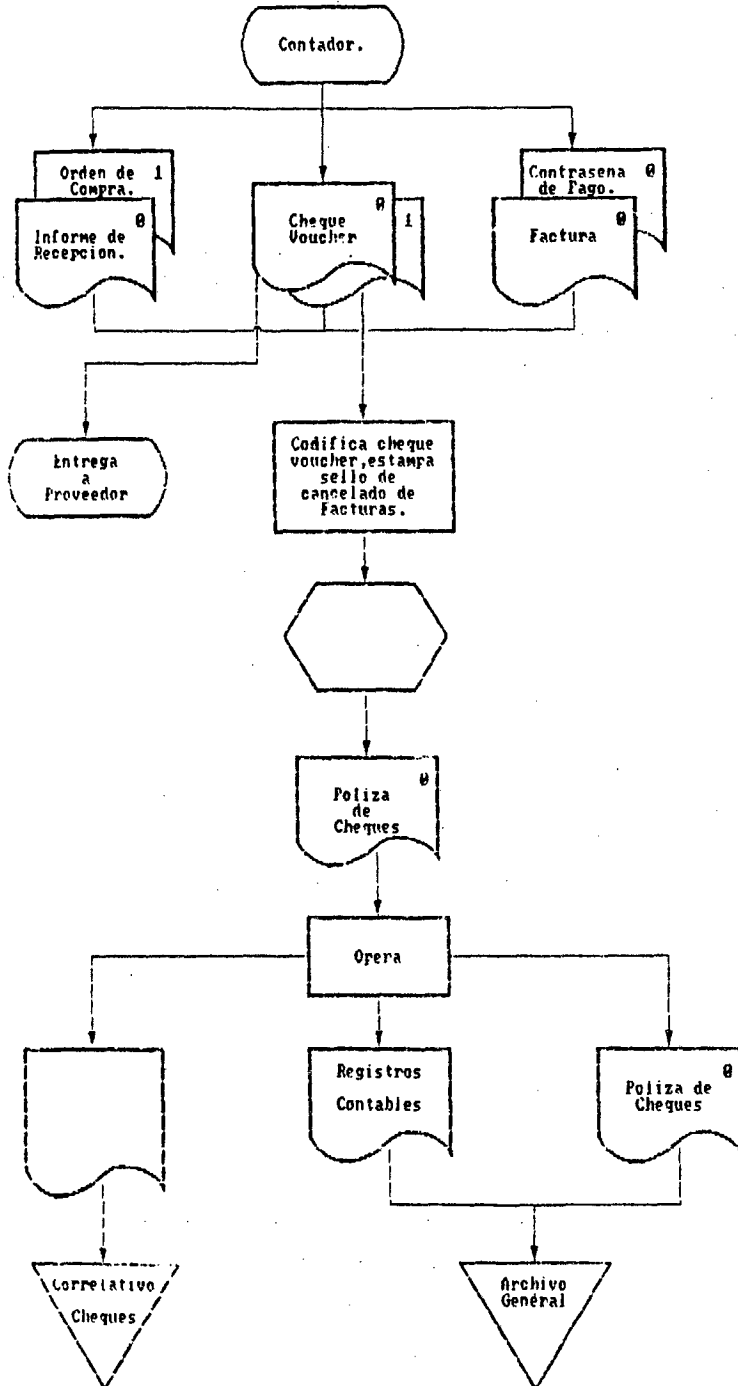 Contador.
Orden de 1
Compra.
0
Informe de
Recepcion.
0
Cheque
Voucher
1
Contrasena 0
de Pago.
0
Factura
Entrega
a
Proveedor
Codifica cheque
voucher,estampa
sello de
cancelado de
Facturas.
0
Poliza
de
Cheques
Opera
Registros
Contables
0
Poliza de
Cheques
Correlativo
Cheques
Archivo
General